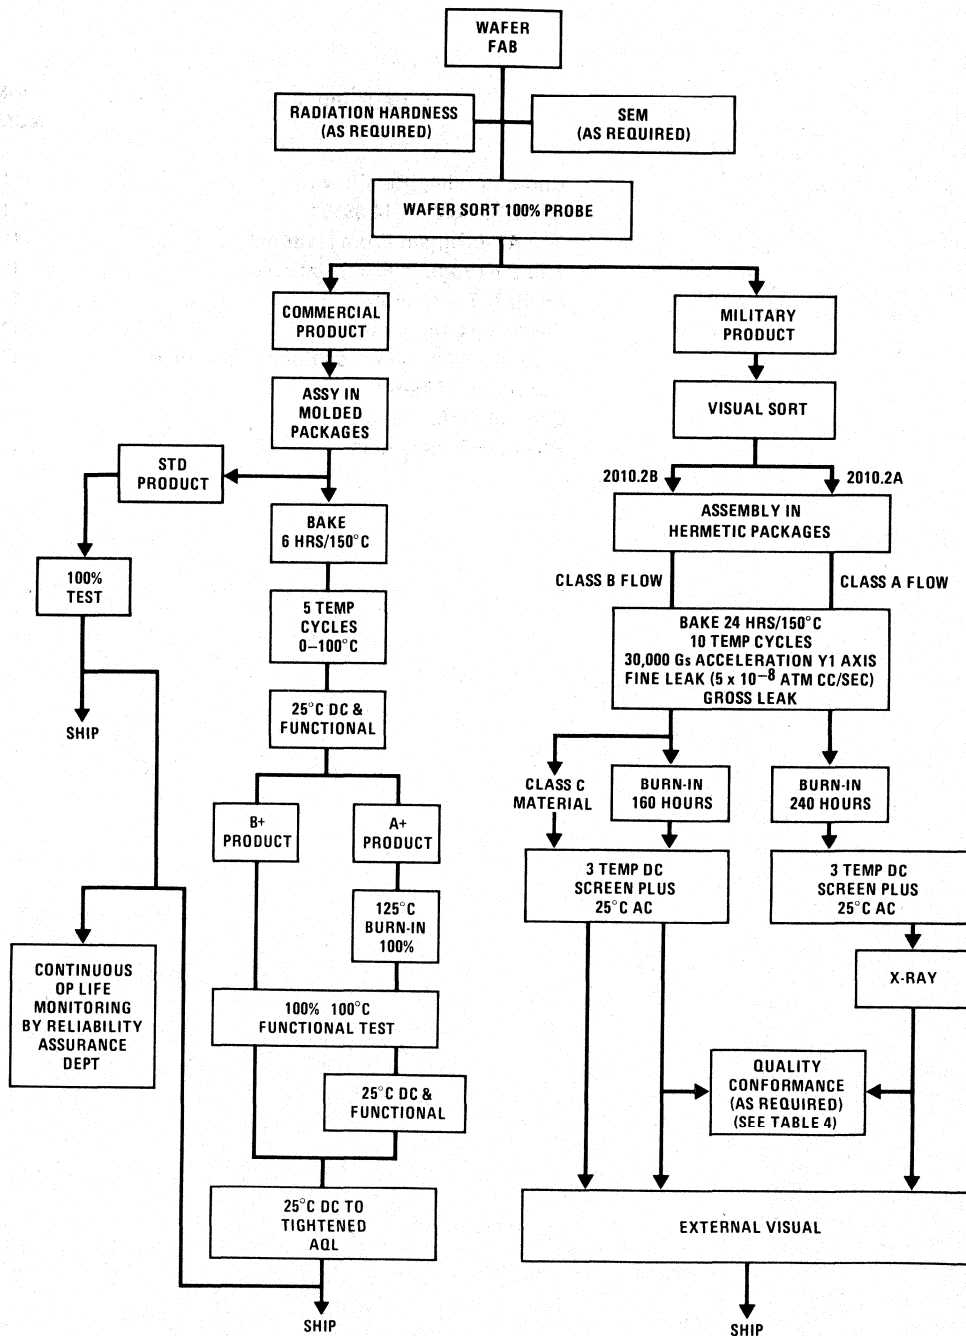 WAFER
FAB
RADIATION HARDNESS
(AS REQUIRED)
SEM
(AS REQUIRED)
WAFER SORT 100% PROBE
COMMERCIAL
PRODUCT
MILITARY
PRODUCT
ASSY IN
MOLDED
PACKAGES
VISUAL SORT
STD
PRODUCT
2010.2B
2010.2A
BAKE
6 HRS/150°C
ASSEMBLY IN
HERMETIC PACKAGES
100%
TEST
CLASS B FLOW
CLASS A FLOW
5 TEMP
CYCLES
0–100°C
BAKE 24 HRS/150°C
10 TEMP CYCLES
30,000 Gs ACCELERATION Y1 AXIS
FINE LEAK (5 x 10⁻⁸ ATM CC/SEC)
GROSS LEAK
SHIP
25°C DC &
FUNCTIONAL
CLASS C
MATERIAL
BURN-IN
160 HOURS
BURN-IN
240 HOURS
B+
PRODUCT
A+
PRODUCT
3 TEMP DC
SCREEN PLUS
25°C AC
3 TEMP DC
SCREEN PLUS
25°C AC
125°C
BURN-IN
100%
CONTINUOUS
OP LIFE
MONITORING
BY RELIABILITY
ASSURANCE
DEPT
X-RAY
100% 100°C
FUNCTIONAL TEST
25°C DC &
FUNCTIONAL
QUALITY
CONFORMANCE
(AS REQUIRED)
(SEE TABLE 4)
25°C DC TO
TIGHTENED
AQL
EXTERNAL VISUAL
SHIP
SHIP